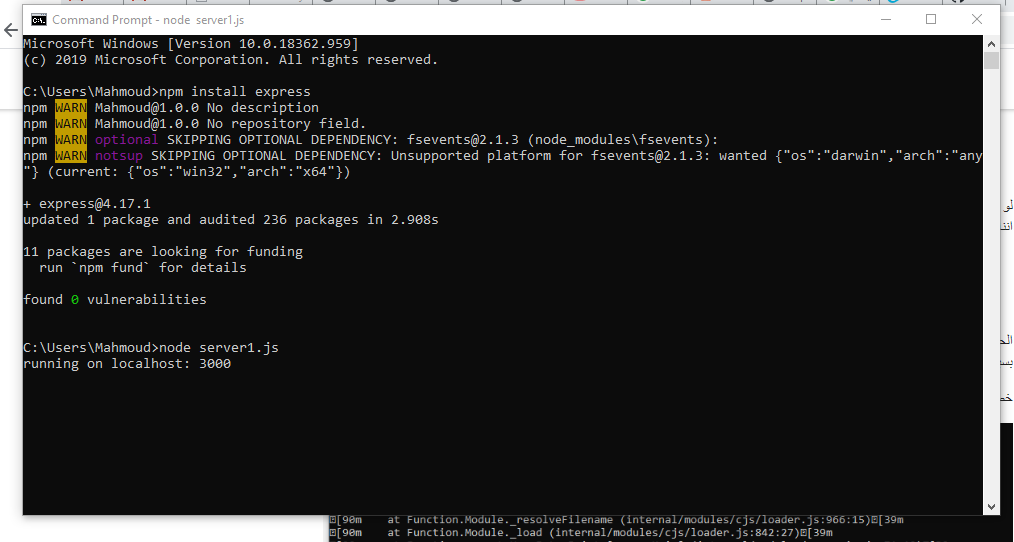 Command Prompt - node server1.js
Microsoft Windows [Version 10.0.18362.959]
(c) 2019 Microsoft Corporation. All rights reserved.
C:\Users\Mahmoud>npm install express
npm WARN Mahmoud@1.0.0 No description
npm WARN Mahmoud@1.0.0 No repository field.
npm WARN optional SKIPPING OPTIONAL DEPENDENCY: fsevents@2.1.3 (node_modules\fsevents):
npm WARN notsup SKIPPING OPTIONAL DEPENDENCY: Unsupported platform for fsevents@2.1.3: wanted {"os":"darwin","arch":"any
"} (current: {"os":"win32","arch":"x64"})
+ express@4.17.1
updated 1 package and audited 236 packages in 2.908s
11 packages are looking for funding
run `npm fund` for details
found 0 vulnerabilities
C:\Users\Mahmoud>node server1.js
running on localhost: 3000
لو
[90m at Function.Module._resolveFilename (internal/modules/cjs/loader.js:966:15)[39m
[90m at Function.Module._load (internal/modules/cjs/loader.js:842:27)[39m